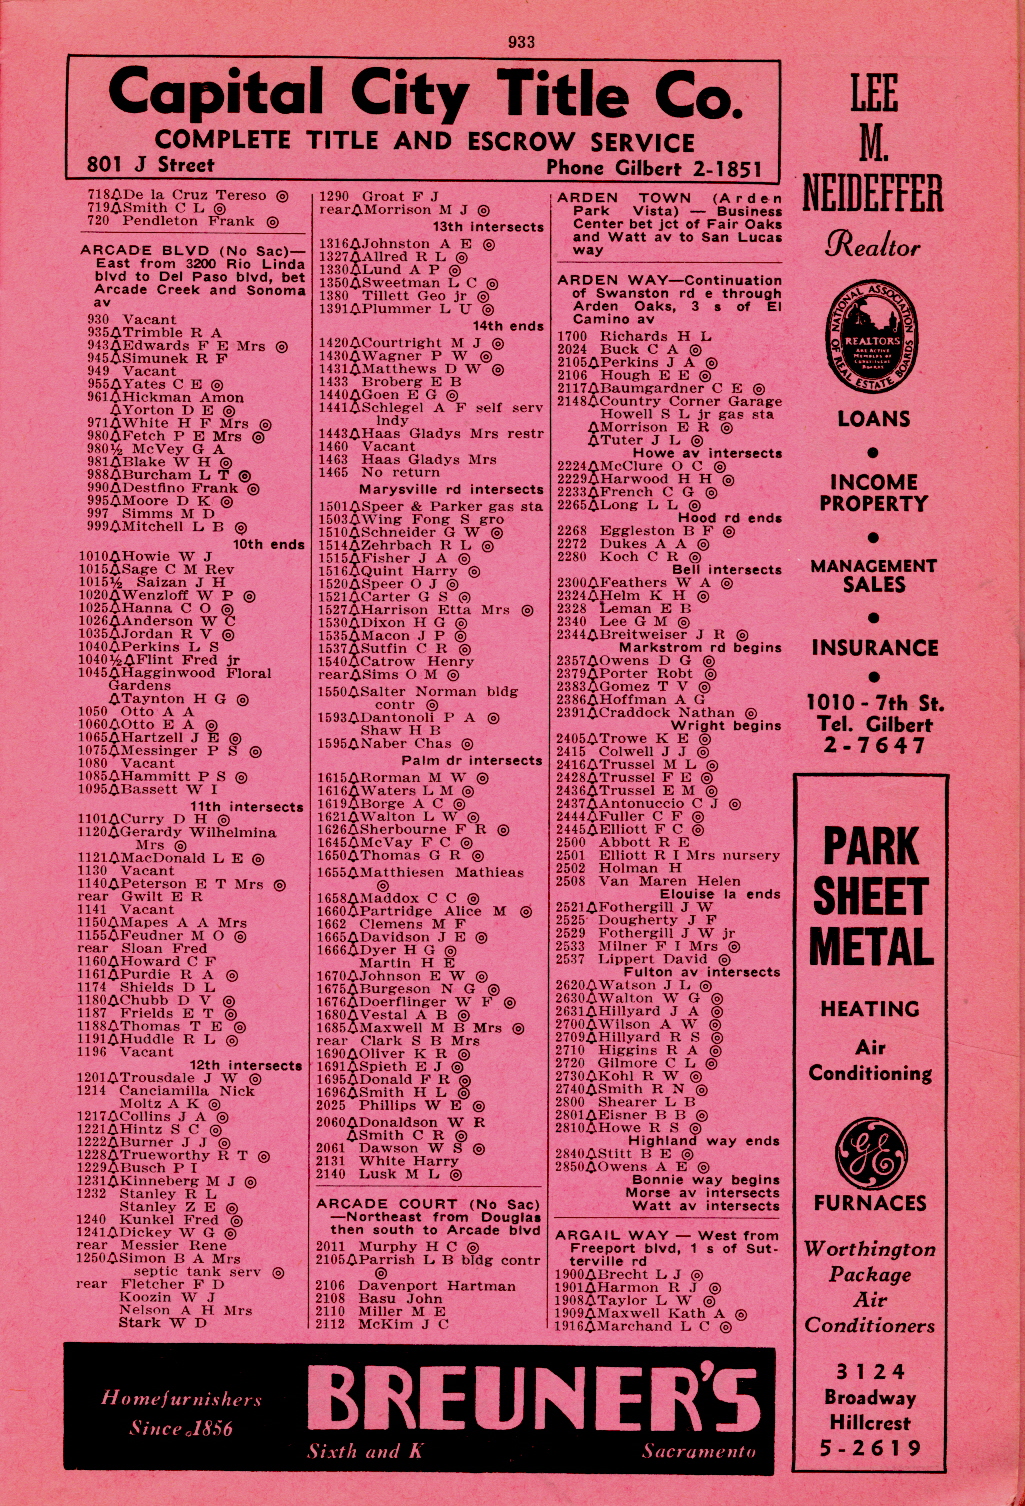 933
Capital City Title Co.
COMPLETE TITLE AND ESCROW SERVICE
801 J Street Phone Gilbert 2-1851
718△De la Cruz Tereso ◎
719△Smith C L ◎
720 Pendleton Frank ◎
ARCADE BLVD (No Sac)—
East from 3200 Rio Linda
blvd to Del Paso blvd, bet
Arcade Creek and Sonoma
av
930 Vacant
935△Trimble R A
943△Edwards F E Mrs ◎
945△Simunek R F
949 Vacant
955△Yates C E ◎
961△Hickman Amon
△Yorton D E ◎
971△White H F Mrs ◎
980△Fetch P E Mrs ◎
980½ McVey G A
981△Blake W H ◎
988△Burcham L T ◎
990△Destfino Frank ◎
995△Moore D K ◎
997 Simms M D
999△Mitchell L B ◎
10th ends
1010△Howie W J
1015△Sage C M Rev
1015½ Saizan J H
1020△Wenzloff W P ◎
1025△Hanna C O ◎
1026△Anderson W C
1035△Jordan R V ◎
1040△Perkins L S
1040½△Flint Fred jr
1045△Hagginwood Floral
Gardens
△Taynton H G ◎
1050 Otto A A
1060△Otto E A ◎
1065△Hartzell J E ◎
1075△Messinger P S ◎
1080 Vacant
1085△Hammitt P S ◎
1095△Bassett W I
11th intersects
1101△Curry D H ◎
1120△Gerardy Wilhelmina
Mrs ◎
1121△MacDonald L E ◎
1130 Vacant
1140△Peterson E T Mrs ◎
rear Gwilt E R
1141 Vacant
1150△Mapes A A Mrs
1155△Feudner M O ◎
rear Sloan Fred
1160△Howard C F
1161△Purdie R A ◎
1174 Shields D L
1180△Chubb D V ◎
1187 Frields E T ◎
1188△Thomas T E ◎
1191△Huddle R L ◎
1196 Vacant
12th intersects
1201△Trousdale J W ◎
1214 Canciamilla Nick
Moltz A K ◎
1217△Collins J A ◎
1221△Hintz S C ◎
1222△Burner J J ◎
1228△Trueworthy R T ◎
1229△Busch P I
1231△Kinneberg M J ◎
1232 Stanley R L
Stanley Z E ◎
1240 Kunkel Fred ◎
1241△Dickey W G ◎
rear Messier Rene
1250△Simon B A Mrs
septic tank serv ◎
rear Fletcher F D
Koozin W J
Nelson A H Mrs
Stark W D
1290 Groat F J
rear△Morrison M J ◎
13th intersects
1316△Johnston A E ◎
1327△Allred R L ◎
1330△Lund A P ◎
1350△Sweetman L C ◎
1380 Tillett Geo jr ◎
1391△Plummer L U ◎
14th ends
1420△Courtright M J ◎
1430△Wagner P W ◎
1431△Matthews D W ◎
1433 Broberg E B
1440△Goen E G ◎
1441△Schlegel A F self serv
lndy
1443△Haas Gladys Mrs restr
1460 Vacant
1463 Haas Gladys Mrs
1465 No return
Marysville rd intersects
1501△Speer & Parker gas sta
1503△Wing Fong S gro
1510△Schneider G W ◎
1514△Zehrbach R L ◎
1515△Fisher J A ◎
1516△Quint Harry ◎
1520△Speer O J ◎
1521△Carter G S ◎
1527△Harrison Etta Mrs ◎
1530△Dixon H G ◎
1535△Macon J P ◎
1537△Sutfin C R ◎
1540△Catrow Henry
rear△Sims O M ◎
1550△Salter Norman bldg
contr ◎
1593△Dantonoli P A ◎
Shaw H B
1595△Naber Chas ◎
Palm dr intersects
1615△Rorman M W ◎
1616△Waters L M ◎
1619△Borge A C ◎
1621△Walton L W ◎
1626△Sherbourne F R ◎
1645△McVay F C ◎
1650△Thomas G R ◎
1655△Matthiesen Mathieas
◎
1658△Maddox C C ◎
1660△Partridge Alice M ◎
1662 Clemens M F
1665△Davidson J E ◎
1666△Dyer H G ◎
Martin H E
1670△Johnson E W ◎
1675△Burgeson N G ◎
1676△Doerflinger W F ◎
1680△Vestal A B ◎
1685△Maxwell M B Mrs ◎
rear Clark S B Mrs
1690△Oliver K R ◎
1691△Spieth E J ◎
1695△Donald F R ◎
1696△Smith H L ◎
2025 Phillips W E ◎
2060△Donaldson W R
△Smith C R ◎
2061 Dawson W S ◎
2131 White Harry
2140 Lusk M L ◎
ARCADE COURT (No Sac)
—Northeast from Douglas
then south to Arcade blvd
2011 Murphy H C ◎
2105△Parrish L B bldg contr
◎
2106 Davenport Hartman
2108 Basu John
2110 Miller M E
2112 McKim J C
ARDEN TOWN (Arden
Park Vista) — Business
Center bet jct of Fair Oaks
and Watt av to San Lucas
way
ARDEN WAY—Continuation
of Swanston rd e through
Arden Oaks, 3 s of El
Camino av
1700 Richards H L
2024 Buck C A ◎
2105△Perkins J A ◎
2106 Hough E E ◎
2117△Baumgardner C E ◎
2148△Country Corner Garage
Howell S L jr gas sta
△Morrison E R ◎
△Tuter J L ◎
Howe av intersects
2224△McClure O C ◎
2229△Harwood H H ◎
2233△French C G ◎
2265△Long L L ◎
Hood rd ends
2268 Eggleston B F ◎
2272 Dukes A A ◎
2280 Koch C R ◎
Bell intersects
2300△Feathers W A ◎
2324△Helm K H ◎
2328 Leman E B
2340 Lee G M ◎
2344△Breitweiser J R ◎
Markstrom rd begins
2357△Owens D G ◎
2379△Porter Robt ◎
2383△Gomez T V ◎
2386△Hoffman A G
2391△Craddock Nathan ◎
Wright begins
2405△Trowe K E ◎
2415 Colwell J J ◎
2416△Trussel M L ◎
2428△Trussel F E ◎
2436△Trussel E M ◎
2437△Antonuccio C J ◎
2444△Fuller C F ◎
2445△Elliott F C ◎
2500 Abbott R E
2501 Elliott R I Mrs nursery
2502 Holman H
2508 Van Maren Helen
Elouise la ends
2521△Fothergill J W
2525 Dougherty J F
2529 Fothergill J W jr
2533 Milner F I Mrs ◎
2537 Lippert David ◎
Fulton av intersects
2620△Watson J L ◎
2630△Walton W G ◎
2631△Hillyard J A ◎
2700△Wilson A W ◎
2709△Hillyard R S ◎
2710 Higgins R A ◎
2720 Gilmore C L ◎
2730△Kohl R W ◎
2740△Smith R N ◎
2800 Shearer L B
2801△Eisner B B ◎
2810△Howe R S ◎
Highland way ends
2840△Stitt B E ◎
2850△Owens A E ◎
Bonnie way begins
Morse av intersects
Watt av intersects
ARGAIL WAY — West from
Freeport blvd, 1 s of Sut-
terville rd
1900△Brecht L J ◎
1901△Harmon R J ◎
1908△Taylor L W ◎
1909△Maxwell Kath A ◎
1916△Marchand L C ◎
LEE
M.
NEIDEFFER
Realtor
NATIONAL ASSOCIATION
OF REAL ESTATE BOARDS
REALTORS
ARE ACTIVE
MEMBERS OF
CONSTITUENT
BOARDS
LOANS
•
INCOME
PROPERTY
•
MANAGEMENT
SALES
•
INSURANCE
•
1010 - 7th St.
Tel. Gilbert
2-7647
PARK
SHEET
METAL
HEATING
Air
Conditioning
GE
FURNACES
Worthington
Package
Air
Conditioners
3124
Broadway
Hillcrest
5-2619
Homefurnishers
Since 1856
BREUNER'S
Sixth and K Sacramento